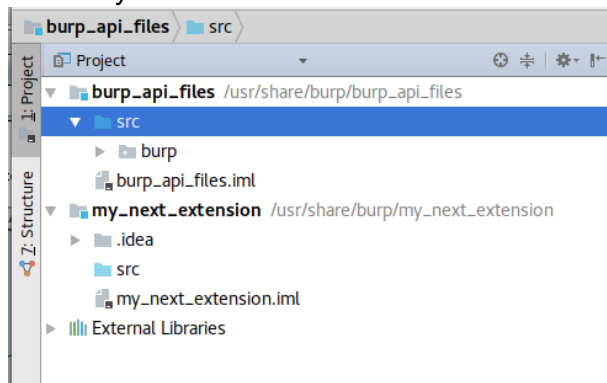 burp_api_files src
Project
burp_api_files /usr/share/burp/burp_api_files
src
burp
burp_api_files.iml
my_next_extension /usr/share/burp/my_next_extension
.idea
src
my_next_extension.iml
External Libraries
1: Project
Z: Structure